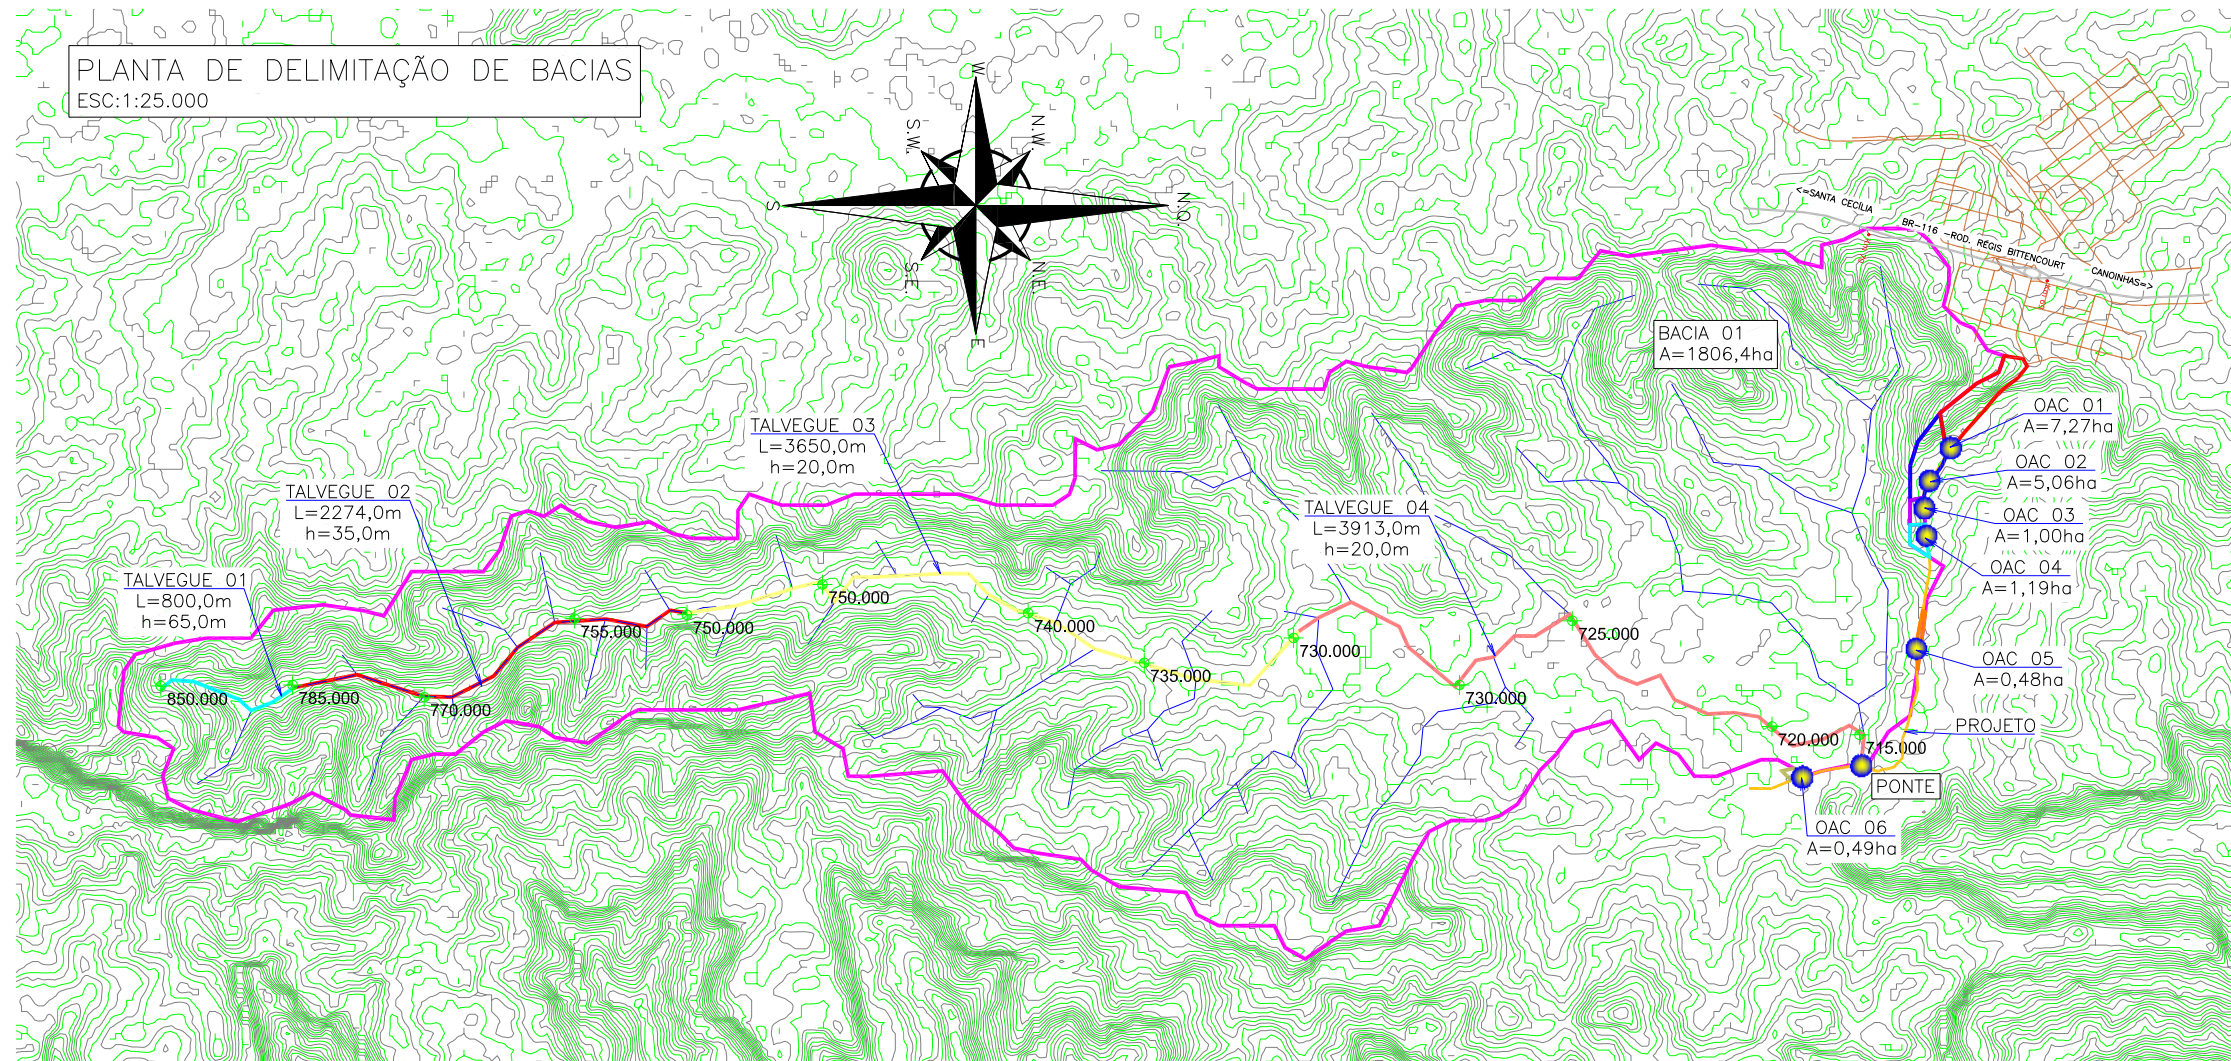 PLANTA DE DELIMITAÇÃO DE BACIAS
ESC:1:25.000
W
S.W.
N.W.
S
N.O.
S.E.
N.E.
E
<=SANTA CECÍLIA
BR-116 -ROD. RÉGIS BITTENCOURT
CANOINHAS=>
BACIA 01
A=1806,4ha
OAC 01
A=7,27ha
OAC 02
A=5,06ha
OAC 03
A=1,00ha
OAC 04
A=1,19ha
OAC 05
A=0,48ha
PROJETO
PONTE
OAC 06
A=0,49ha
TALVEGUE 03
L=3650,0m
h=20,0m
TALVEGUE 02
L=2274,0m
h=35,0m
TALVEGUE 04
L=3913,0m
h=20,0m
TALVEGUE 01
L=800,0m
h=65,0m
850.000
785.000
770.000
755.000
750.000
750.000
740.000
735.000
730.000
730.000
725.000
720.000
715.000